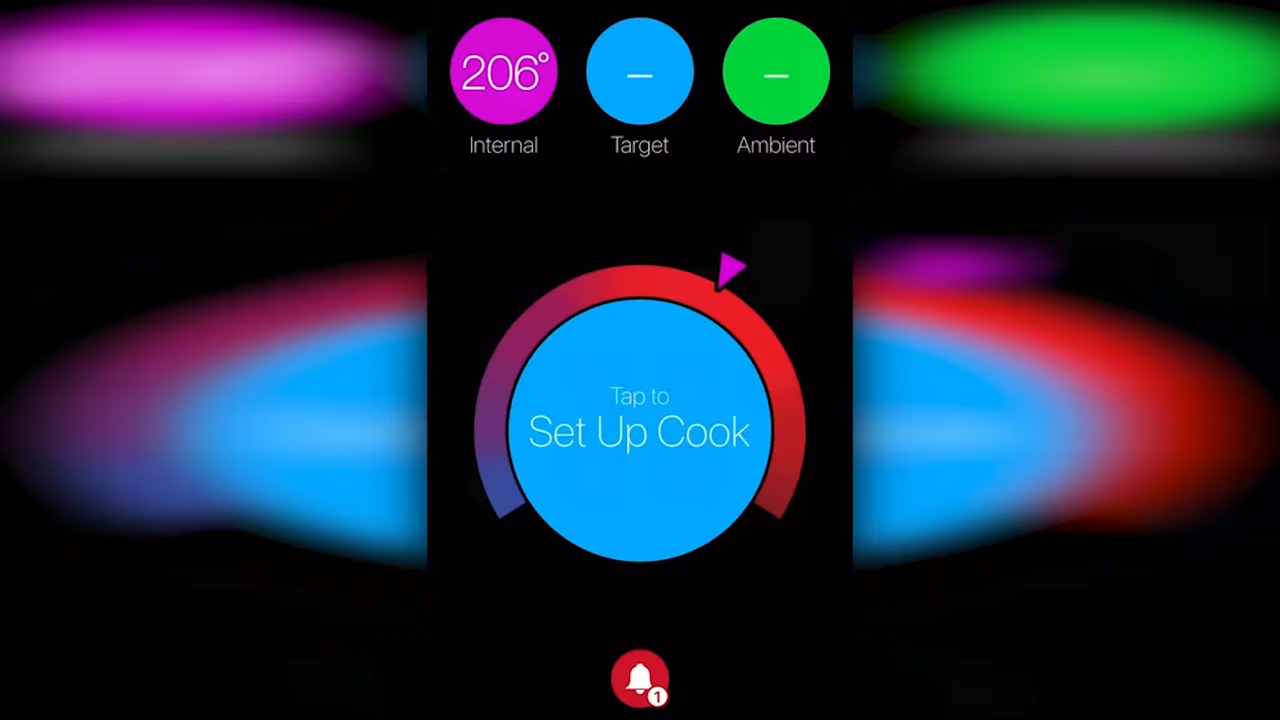 206°
–
–
Internal
Target
Ambient
Tap to
Set Up Cook
1